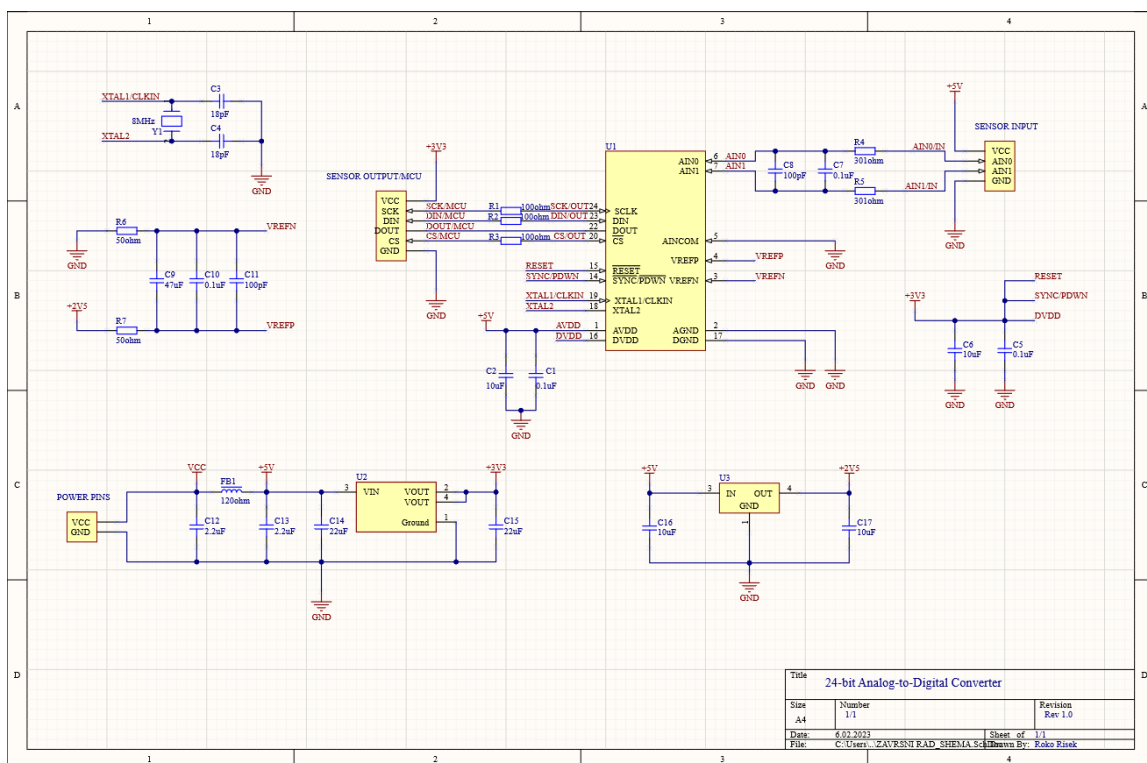 1 2 3 4
A A
XTAL1/CLKIN
C3
18pF
8MHz
Y1
C4
XTAL2
18pF
GND
+3V3
SENSOR OUTPUT/MCU
VCC
SCK
DIN
DOUT
CS
GND
SCK/MCU
DIN/MCU
DOUT/MCU
CS/MCU
GND
R1 100ohm
R2 100ohm
R3 100ohm
SCK/OUT 24
DIN/OUT 23
22
CS/OUT 20
RESET 15
SYNC/PDWN 14
XTAL1/CLKIN 19
XTAL2 18
AVDD 1
DVDD 16
U1
SCLK
DIN
DOUT
CS
RESET
SYNC/PDWN
XTAL1/CLKIN
XTAL2
AVDD
DVDD
AIN0
AIN1
AINCOM
VREFP
VREFN
AGND
DGND
6 AIN0
7 AIN1
5
4 VREFP
3 VREFN
2
17
GND
GND GND
C8
100pF
C7
0.1uF
R4
301ohm
R5
301ohm
AIN0/IN
AIN1/IN
+5V
SENSOR INPUT
VCC
AIN0
AIN1
GND
GND
+5V
C2
10uF
C1
0.1uF
GND
B B
R6
50ohm
VREFN
GND
C9
47uF
C10
0.1uF
C11
100pF
+2V5
R7
50ohm
VREFP
RESET
+3V3
SYNC/PDWN
DVDD
C6
10uF
C5
0.1uF
GND GND
C C
POWER PINS
VCC
GND
VCC
FB1
120ohm
+5V
C12
2.2uF
C13
2.2uF
C14
22uF
U2
3 VIN
VOUT 2
VOUT 4
Ground 1
+3V3
C15
22uF
GND
+5V
C16
10uF
U3
3 IN OUT 4
GND
1
+2V5
C17
10uF
GND
D D
Title
24-bit Analog-to-Digital Converter
Size Number Revision
A4 1/1 Rev 1.0
Date: 6.02.2023 Sheet of 1/1
File: C:\Users\...\ZAVRSNI RAD_SHEMA.Sch Drawn By: Roko Risek
1 2 3 4